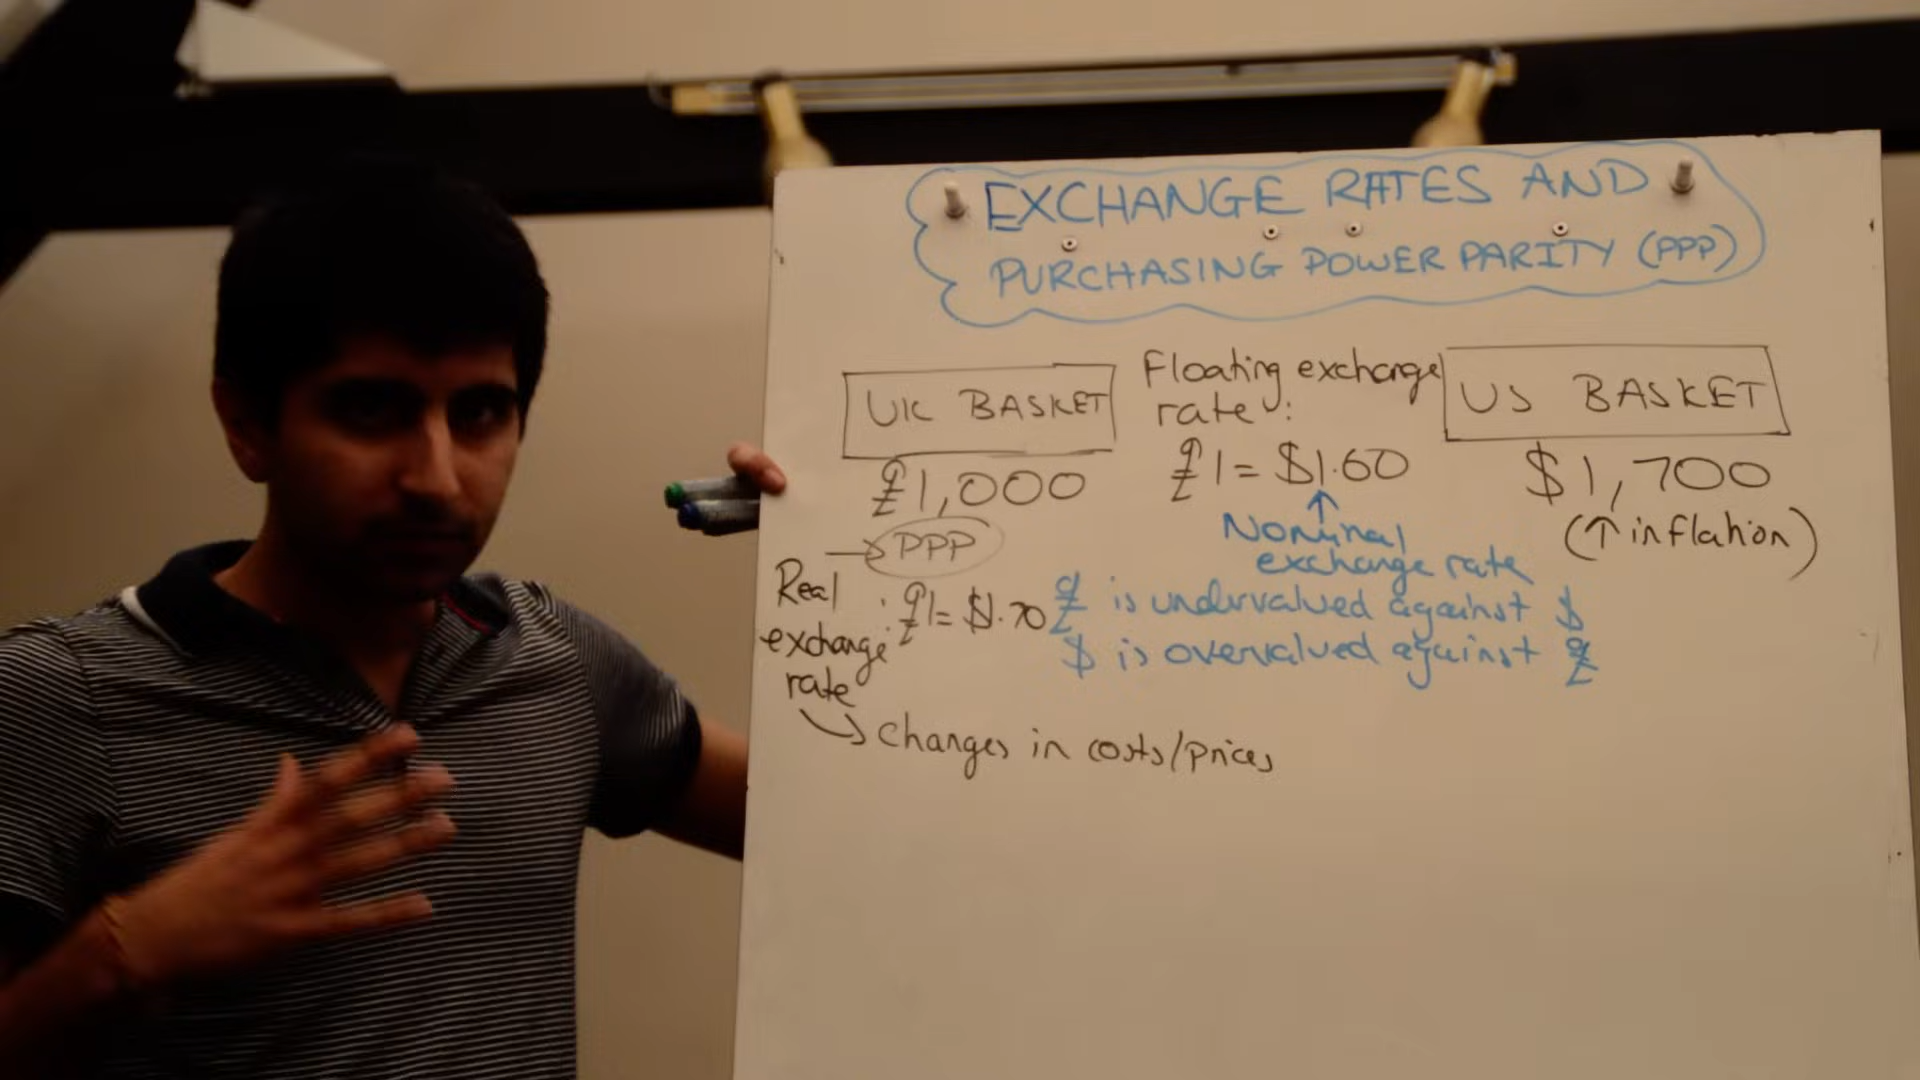 EXCHANGE RATES AND
PURCHASING POWER PARITY (PPP)
UK BASKET
£1,000
Floating exchange
rate:
£1 = $1.60
↑
Nominal
exchange rate
US BASKET
$1,700
(↑ inflation)
Real
exchange
rate
→ PPP
: £1 = $1.70
£ is undervalued against $
$ is overvalued against £
↳ changes in costs/prices